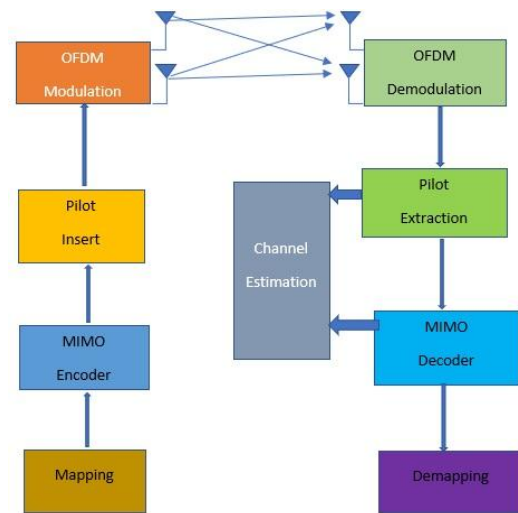 OFDM
Modulation
OFDM
Demodulation
Pilot
Insert
Pilot
Extraction
Channel
Estimation
MIMO
Encoder
MIMO
Decoder
Mapping
Demapping